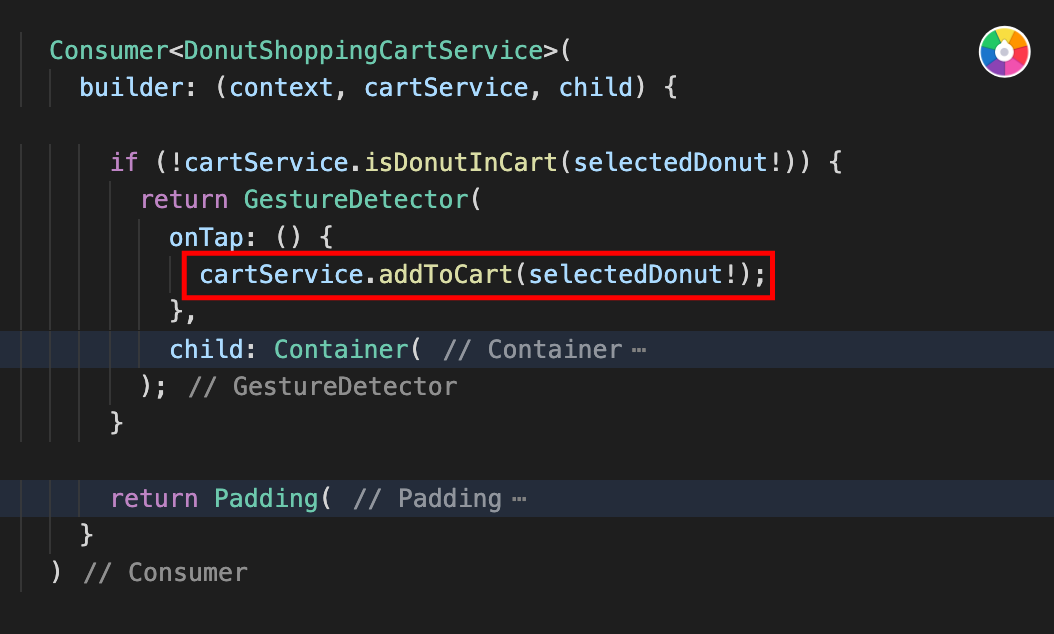 Consumer<DonutShoppingCartService>(
builder: (context, cartService, child) {
if (!cartService.isDonutInCart(selectedDonut!)) {
return GestureDetector(
onTap: () {
cartService.addToCart(selectedDonut!);
},
child: Container( // Container ⋯
); // GestureDetector
}
return Padding( // Padding ⋯
}
) // Consumer